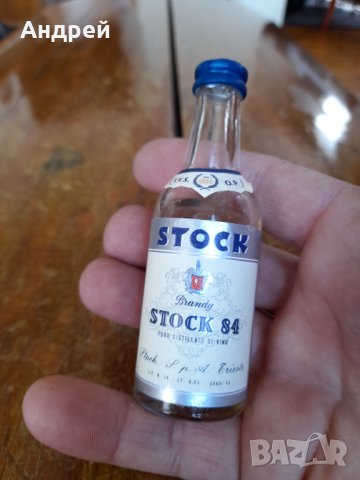 Андрей
V.V.S. O.P.
STOCK
Brandy
STOCK 84
PURO DISTILLATO DI VINO
Stock S.p.A. Trieste
BAZAR